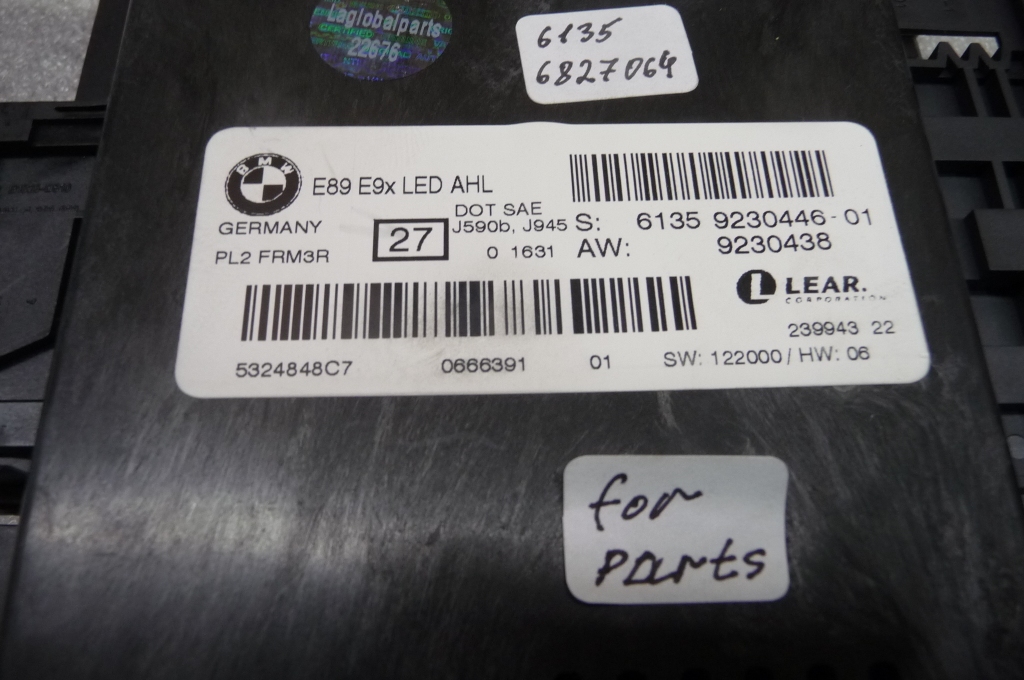 Laglobalparts
CERTIFIED
22676
6135
6827064
BMW
E89 E9x LED AHL
GERMANY
PL2 FRM3R
27
DOT SAE
J590b, J945
0 1631
S: 6135 9230446-01
AW: 9230438
L LEAR.
CORPORATION
239943 22
5324848C7 0666391 01 SW: 122000 / HW: 06
for
parts